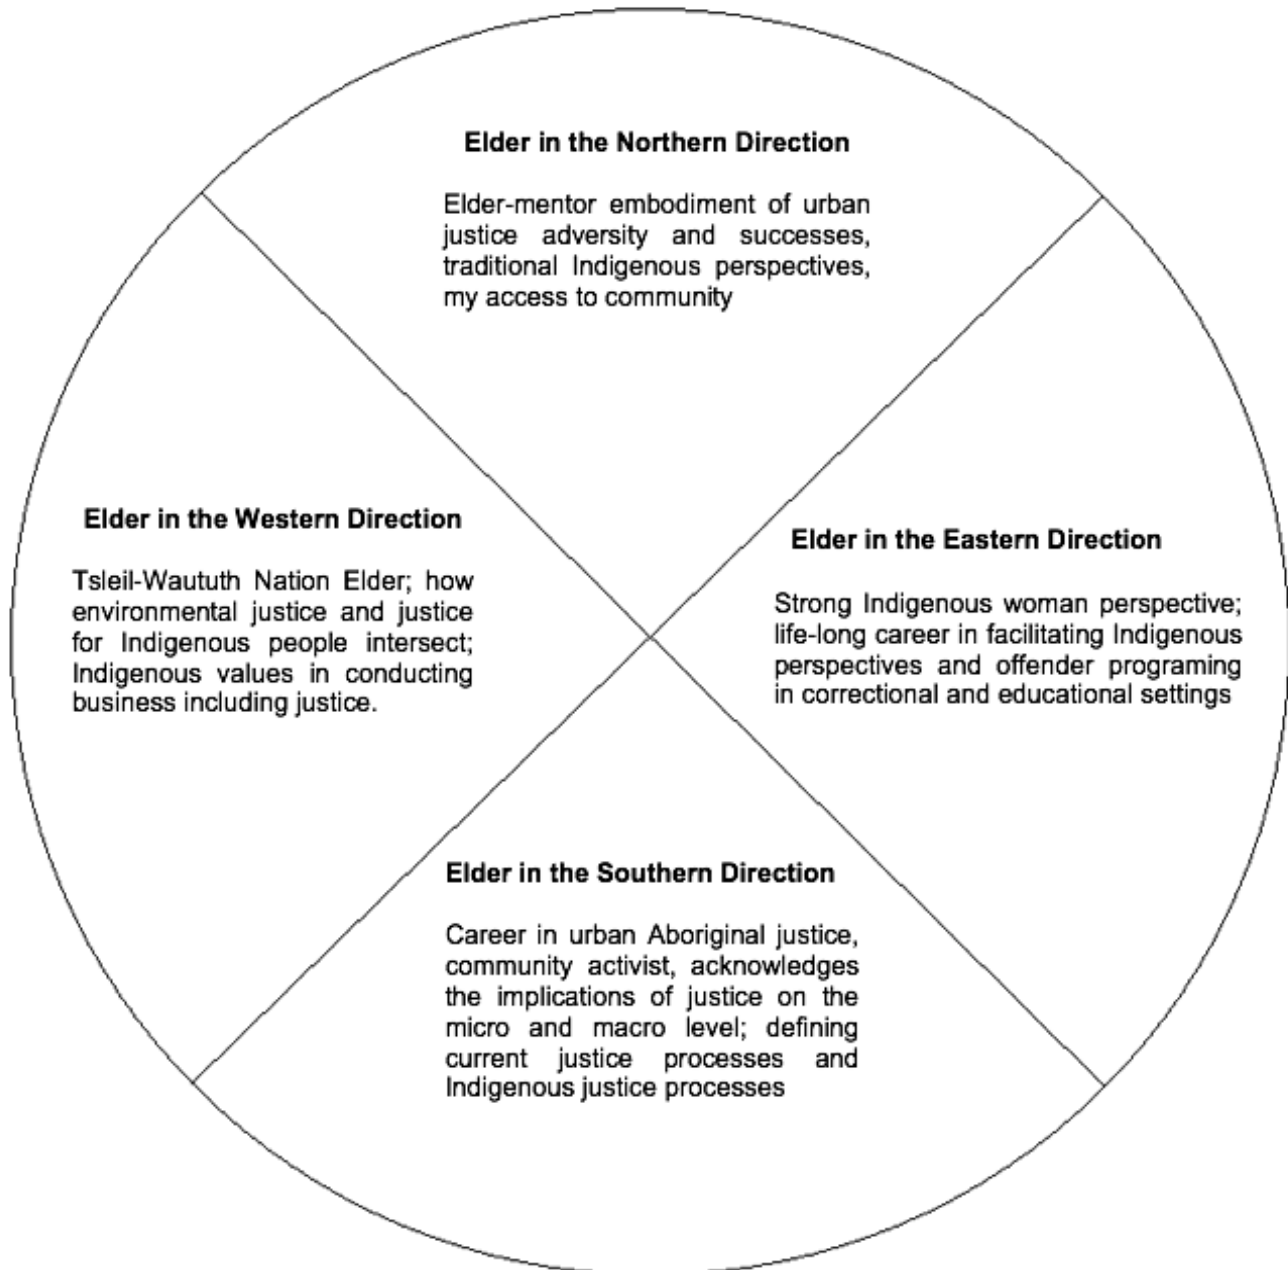 Elder in the Northern Direction
Elder-mentor embodiment of urban
justice adversity and successes,
traditional Indigenous perspectives,
my access to community
Elder in the Western Direction
Tsleil-Waututh Nation Elder; how
environmental justice and justice
for Indigenous people intersect;
Indigenous values in conducting
business including justice.
Elder in the Eastern Direction
Strong Indigenous woman perspective;
life-long career in facilitating Indigenous
perspectives and offender programing
in correctional and educational settings
Elder in the Southern Direction
Career in urban Aboriginal justice,
community activist, acknowledges
the implications of justice on the
micro and macro level; defining
current justice processes and
Indigenous justice processes